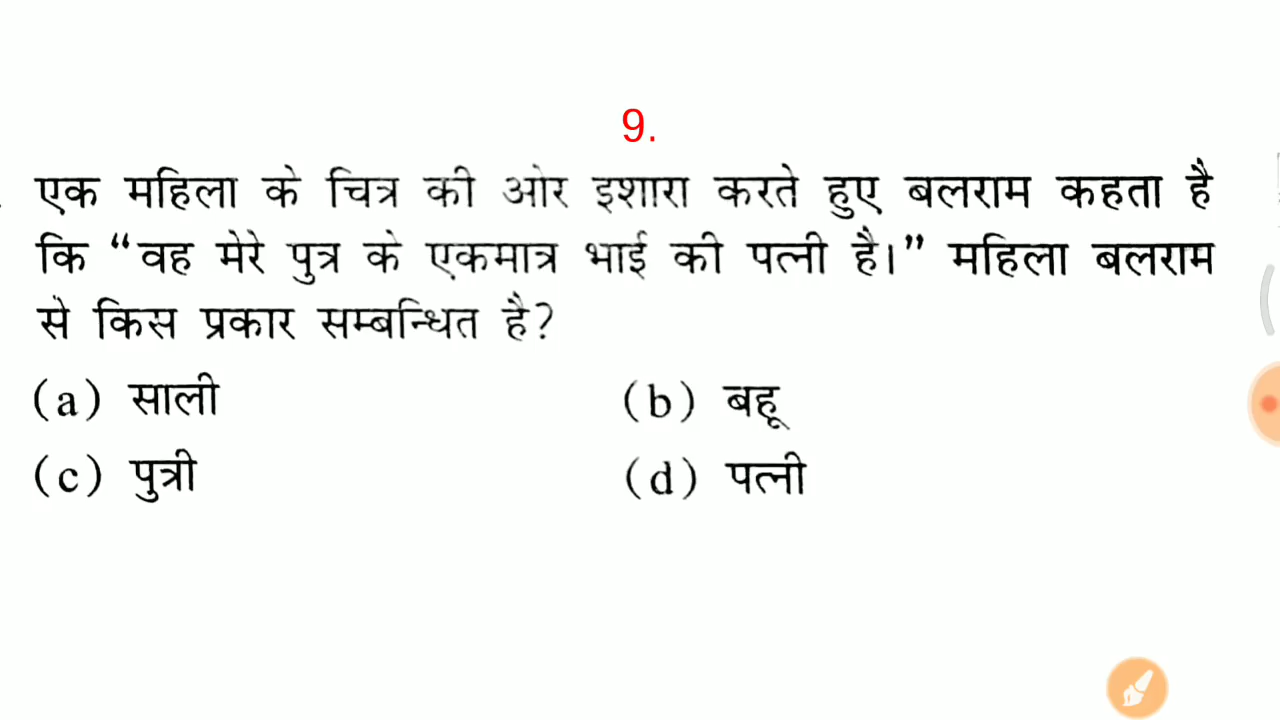 9.
एक महिला के चित्र की ओर इशारा करते हुए बलराम कहता है
कि “वह मेरे पुत्र के एकमात्र भाई की पत्नी है।” महिला बलराम
से किस प्रकार सम्बन्धित है?
(a) साली (b) बहू
(c) पुत्री (d) पत्नी